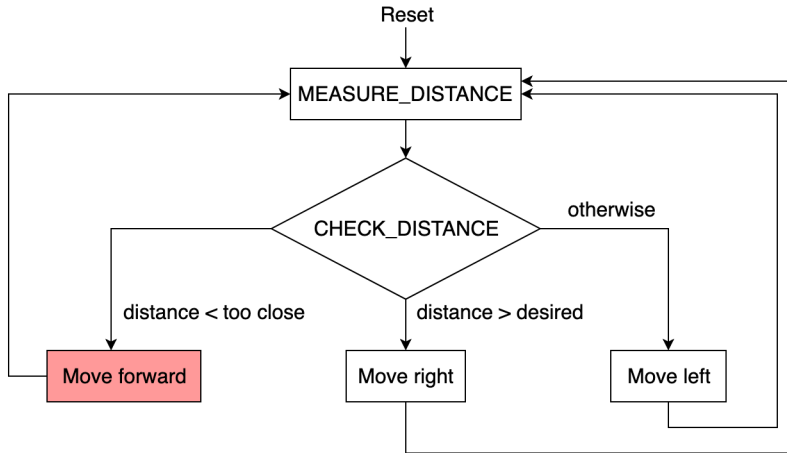 Reset
MEASURE_DISTANCE
CHECK_DISTANCE
otherwise
distance < too close
distance > desired
Move forward
Move right
Move left